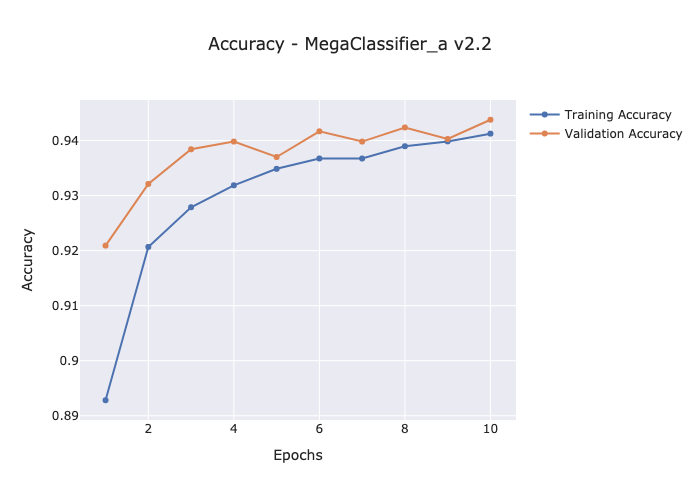 Accuracy - MegaClassifier_a v2.2
Training Accuracy
Validation Accuracy
Accuracy
0.94
0.93
0.92
0.91
0.9
0.89
2
4
6
8
10
Epochs